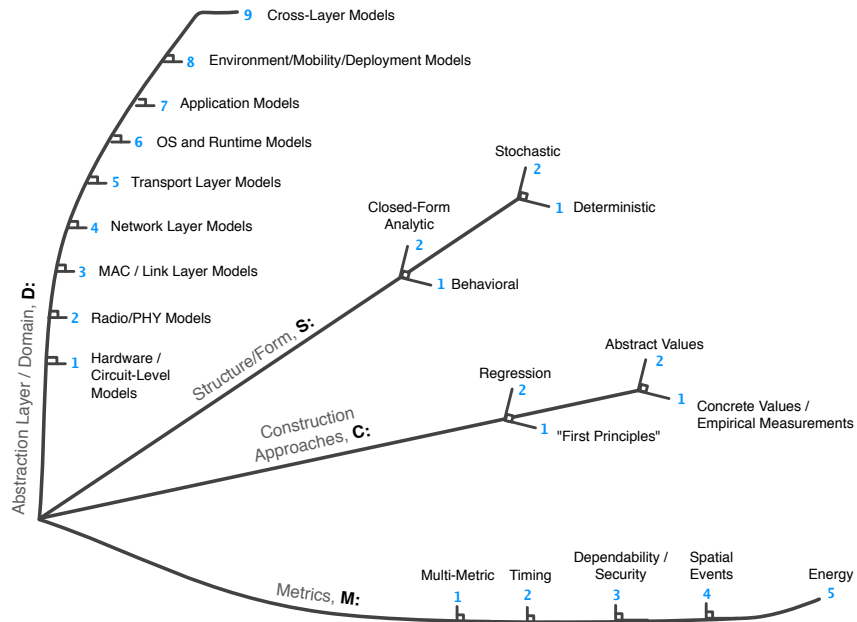 9 Cross-Layer Models
8 Environment/Mobility/Deployment Models
7 Application Models
6 OS and Runtime Models
5 Transport Layer Models
4 Network Layer Models
3 MAC / Link Layer Models
2 Radio/PHY Models
1 Hardware /
Circuit-Level
Models
Abstraction Layer / Domain, D:
Stochastic
2
1 Deterministic
Closed-Form
Analytic
2
1 Behavioral
Structure/Form, S:
Abstract Values
2
1 Concrete Values /
Empirical Measurements
Regression
2
1 "First Principles"
Construction
Approaches, C:
Metrics, M:
Multi-Metric
1
Timing
2
Dependability /
Security
3
Spatial
Events
4
Energy
5